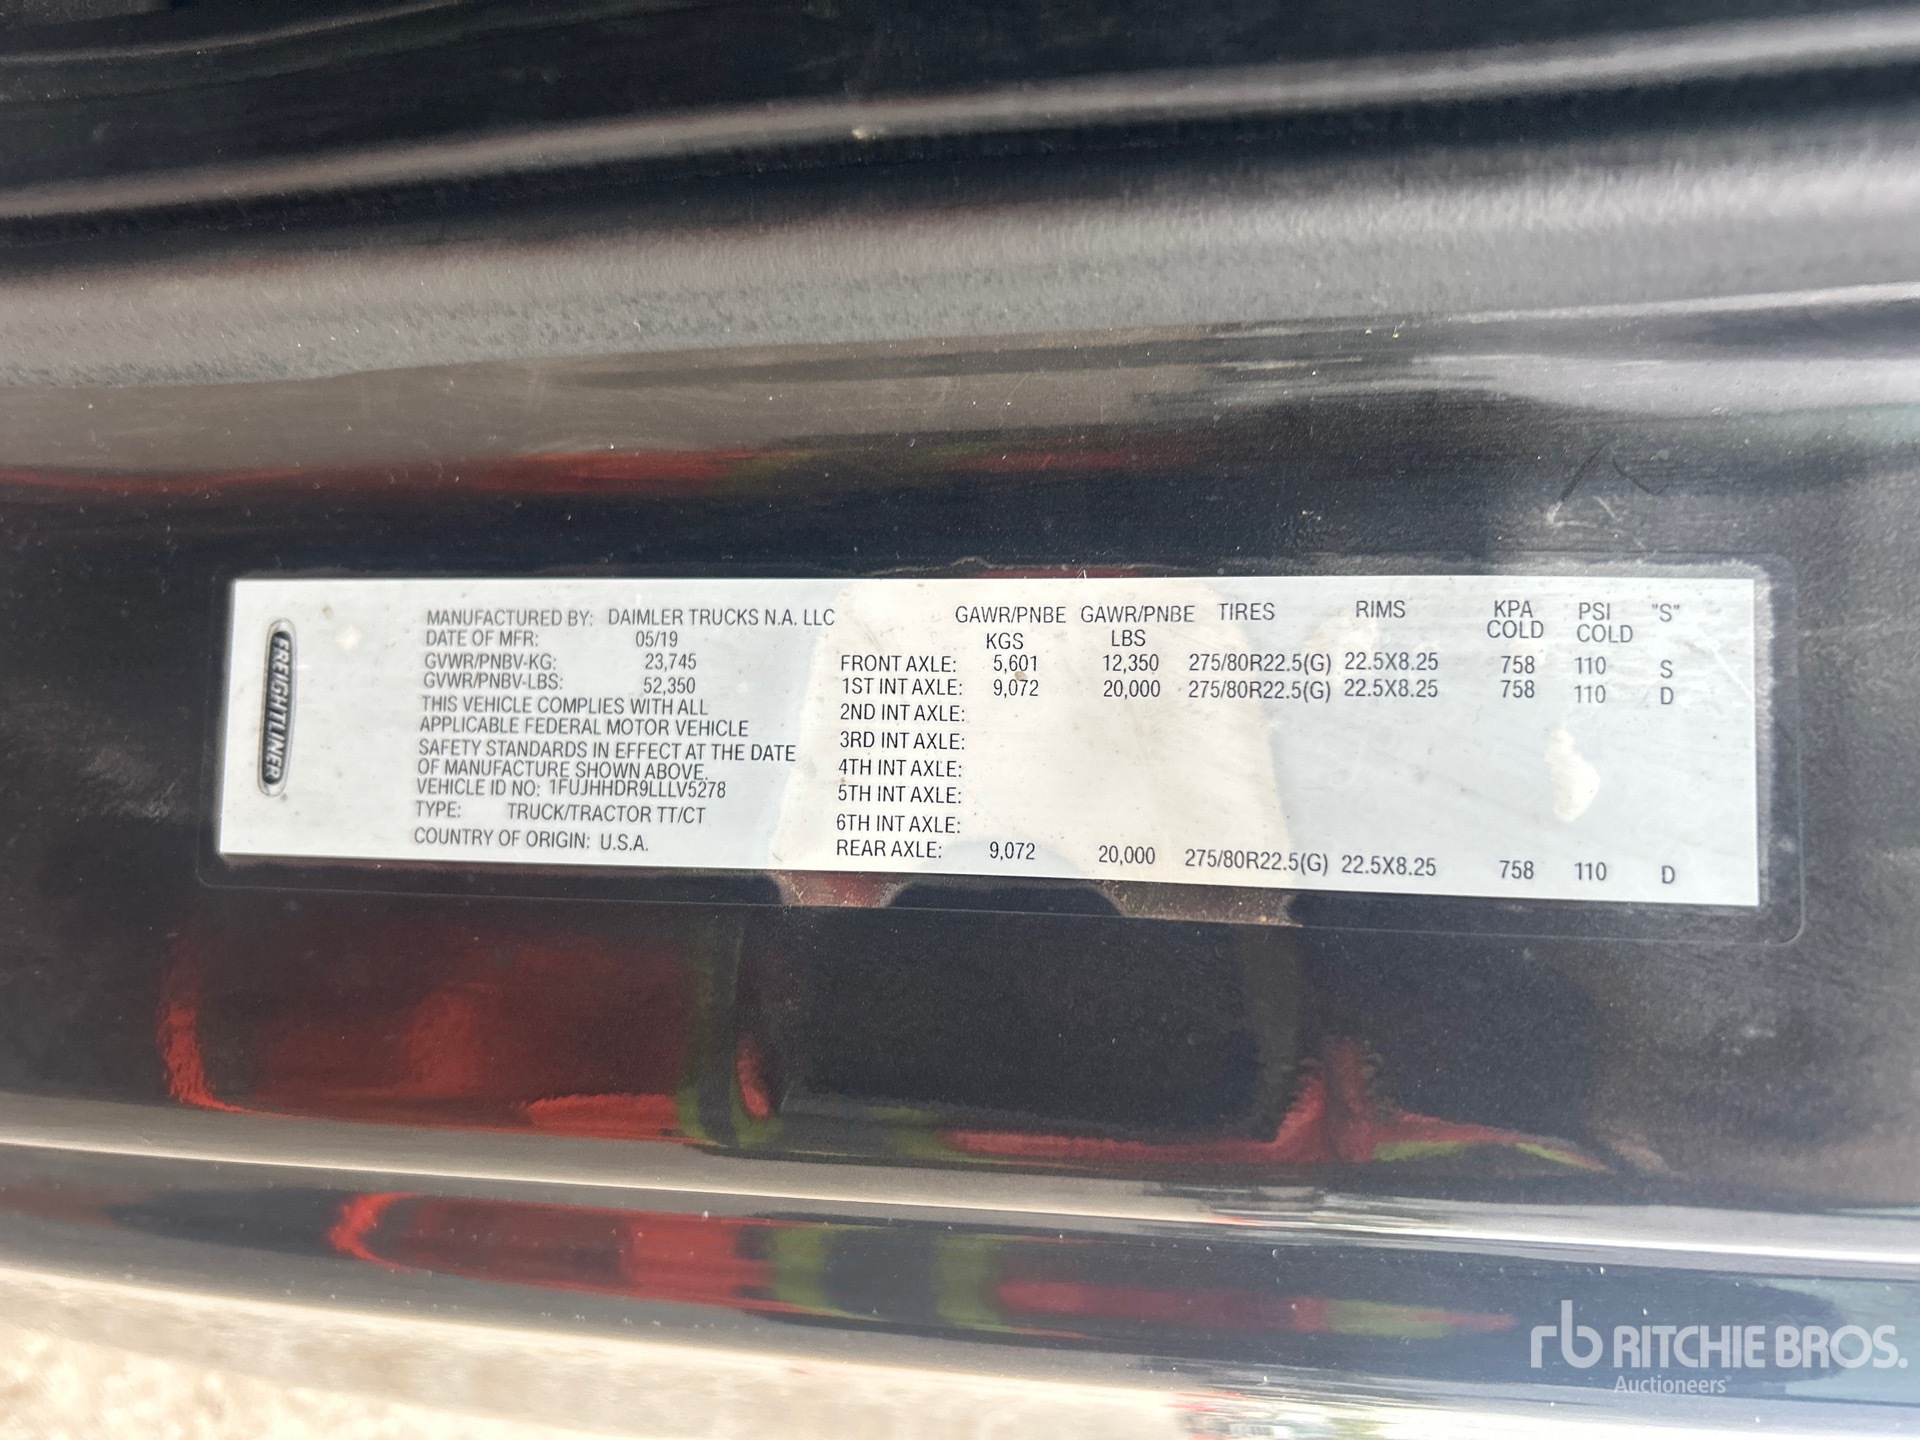 FREIGHTLINER
MANUFACTURED BY: DAIMLER TRUCKS N.A. LLC
DATE OF MFR: 05/19
GVWR/PNBV-KG: 23,745
GVWR/PNBV-LBS: 52,350
THIS VEHICLE COMPLIES WITH ALL
APPLICABLE FEDERAL MOTOR VEHICLE
SAFETY STANDARDS IN EFFECT AT THE DATE
OF MANUFACTURE SHOWN ABOVE.
VEHICLE ID NO: 1FUJHHDR9LLLV5278
TYPE: TRUCK/TRACTOR TT/CT
COUNTRY OF ORIGIN: U.S.A.
GAWR/PNBE GAWR/PNBE TIRES RIMS KPA PSI "S"
KGS LBS COLD COLD
FRONT AXLE: 5,601 12,350 275/80R22.5(G) 22.5X8.25 758 110 S
1ST INT AXLE: 9,072 20,000 275/80R22.5(G) 22.5X8.25 758 110 D
2ND INT AXLE:
3RD INT AXLE:
4TH INT AXLE:
5TH INT AXLE:
6TH INT AXLE:
REAR AXLE: 9,072 20,000 275/80R22.5(G) 22.5X8.25 758 110 D
rb RITCHIE BROS.
Auctioneers